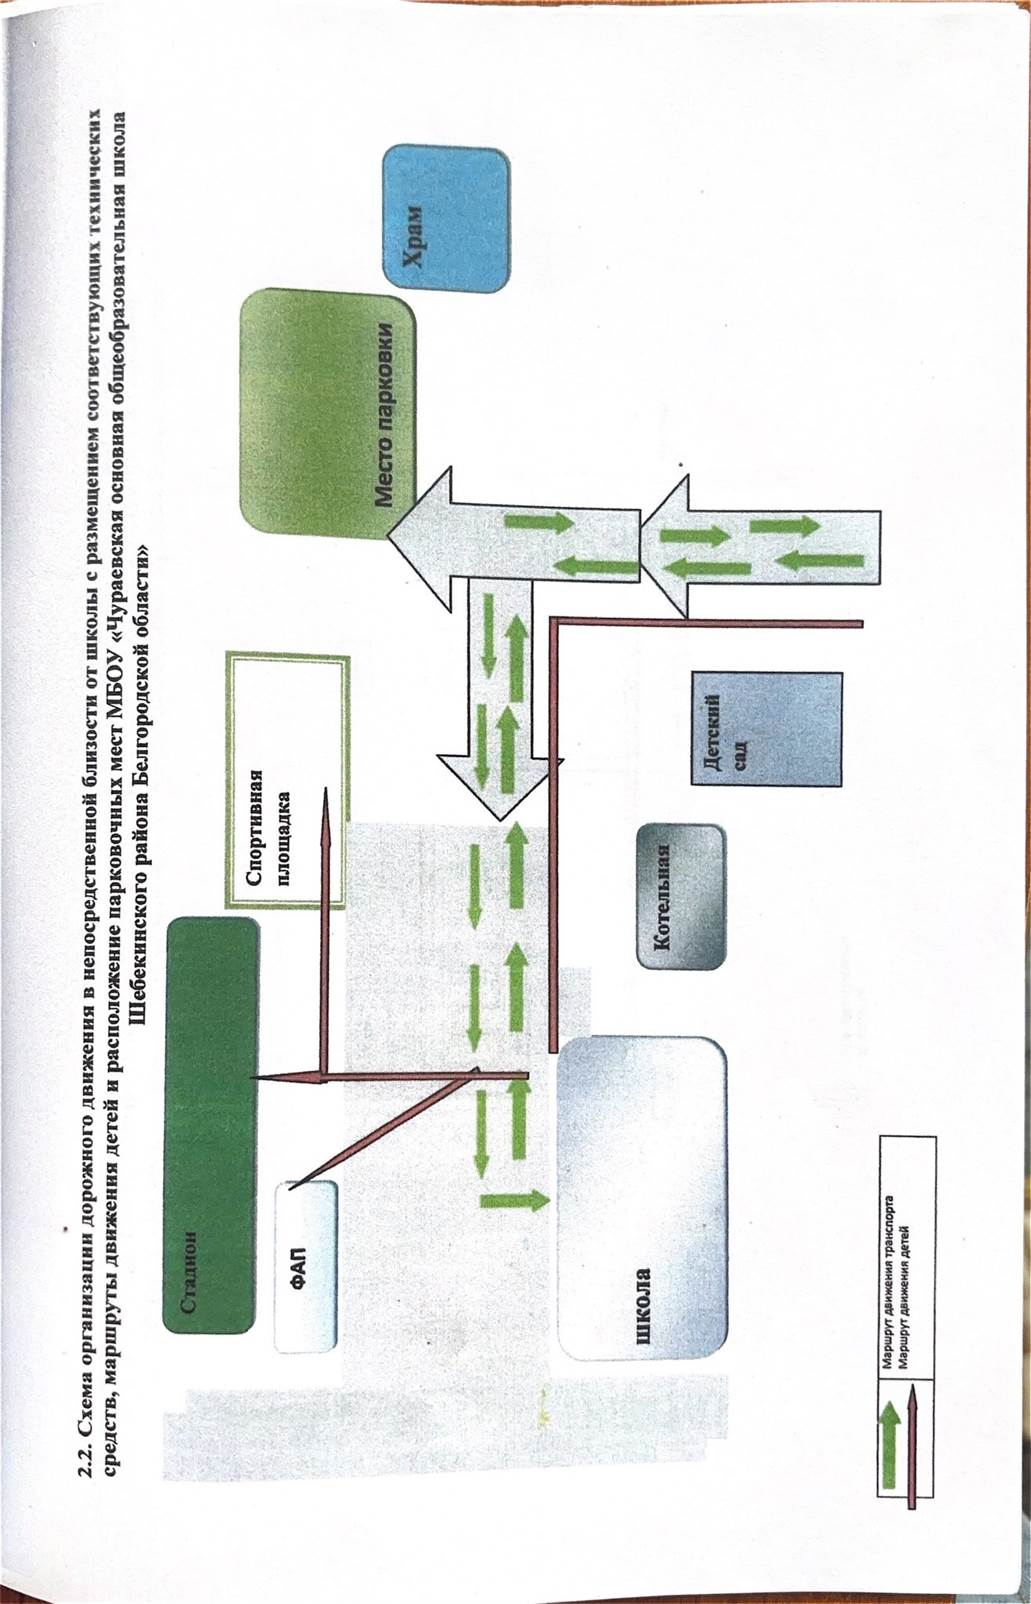 2.2. Схема организации дорожного движения в непосредственной близости от школы с размещением соответствующих технических
средств, маршруты движения детей и расположение парковочных мест МБОУ «Чураевская основная общеобразовательная школа
Шебекинского района Белгородской области»
Стадион
ФАП
Спортивная
площадка
Место парковки
Храм
школа
Котельная
Детский
сад
Маршрут движения транспорта
Маршрут движения детей